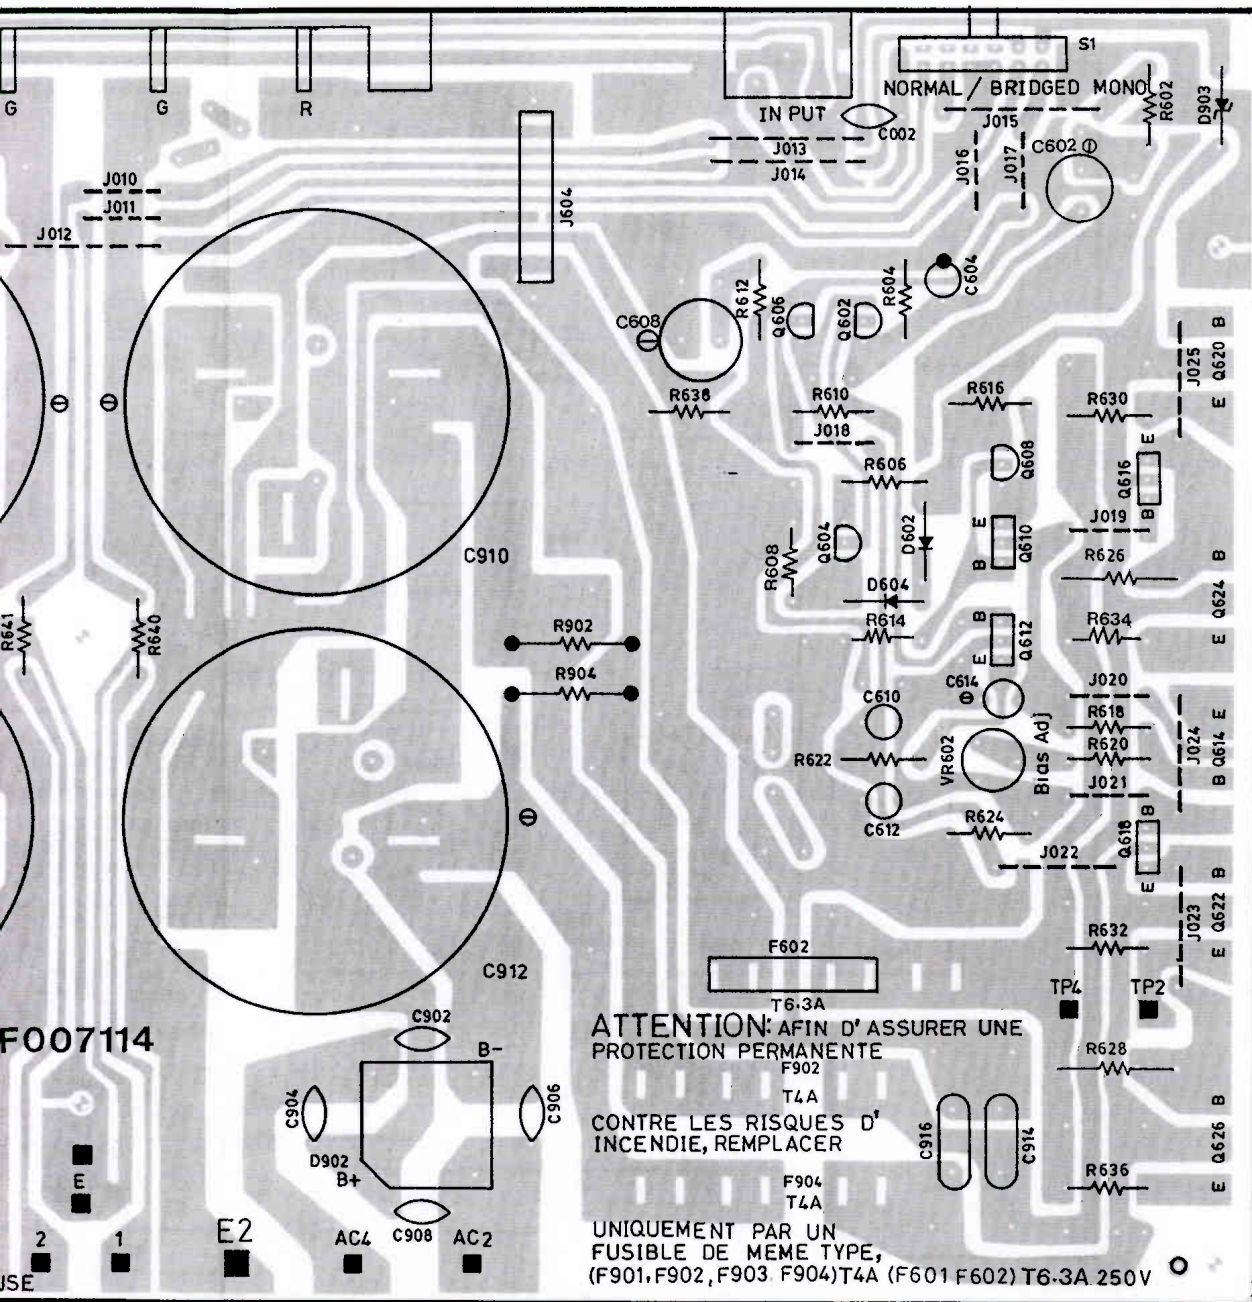 S1
NORMAL / BRIDGED MONO
G
G
R
IN PUT
C002
J015
R602
D903
J013
J014
J016
J017
C602
J010
J011
J012
J604
C604
R612
Q606
Q602
R604
C608
J025
B
Q620
E
R638
R610
J018
R616
R630
R606
Q608
E
Q616
B
J019
C910
R608
Q604
D602
E
Q610
B
R626
B
Q624
E
D604
R614
B
Q612
E
R634
R641
R640
R902
R904
C610
C614
J020
R618
R620
J021
J024
E
Q614
B
R622
VR602
Bias Adj
C612
R624
J022
B
Q618
E
B
Q622
E
J023
R632
F602
T6.3A
C912
TP4
TP2
F007114
C902
B-
C904
C906
D902
B+
C908
ATTENTION: AFIN D' ASSURER UNE
PROTECTION PERMANENTE
F902
T4A
CONTRE LES RISQUES D'
INCENDIE, REMPLACER
F904
T4A
UNIQUEMENT PAR UN
FUSIBLE DE MEME TYPE,
(F901,F902,F903 F904)T4A (F601 F602) T6.3A 250V
R628
C916
C914
B
Q626
E
R636
E
2
1
E2
AC4
AC2
USE